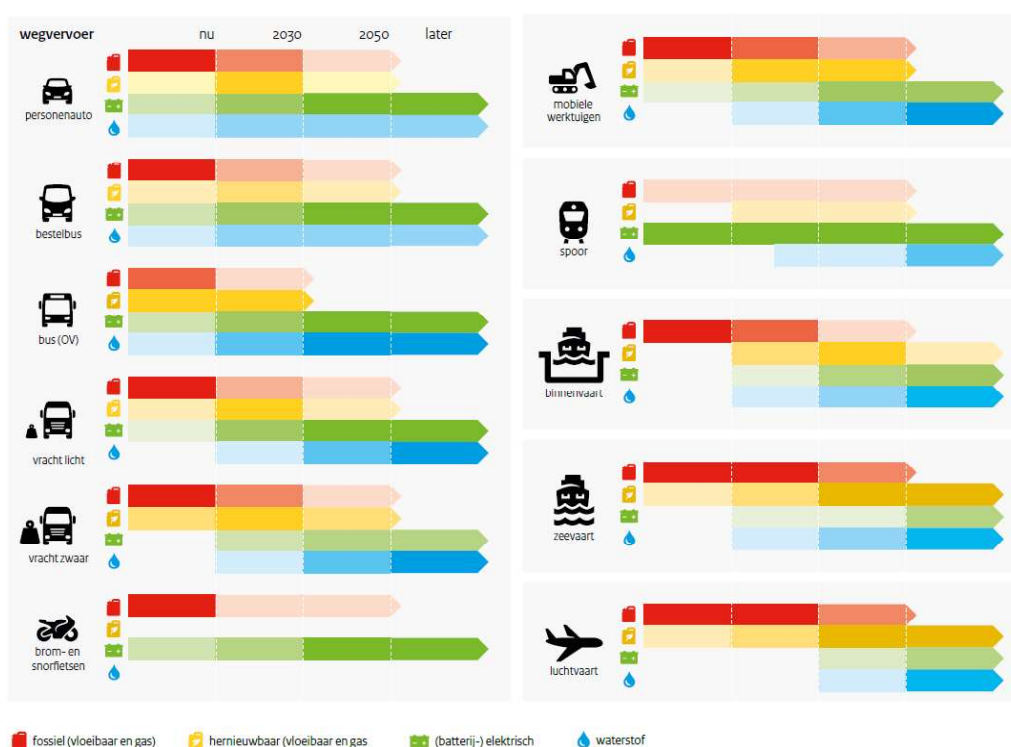 wegvervoer nu 2030 2050 later
personenauto
bestelbus
bus (OV)
vracht licht
vracht zwaar
brom- en
snorfietsen
mobiele
werktuigen
spoor
binnenvaart
zeevaart
luchtvaart
fossiel (vloeibaar en gas) hernieuwbaar (vloeibaar en gas (batterij-) elektrisch waterstof